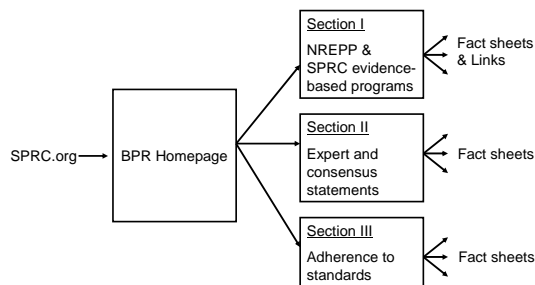 SPRC.org
BPR Homepage
Section I
NREPP &
SPRC evidence-
based programs
Fact sheets
& Links
Section II
Expert and
consensus
statements
Fact sheets
Section III
Adherence to
standards
Fact sheets